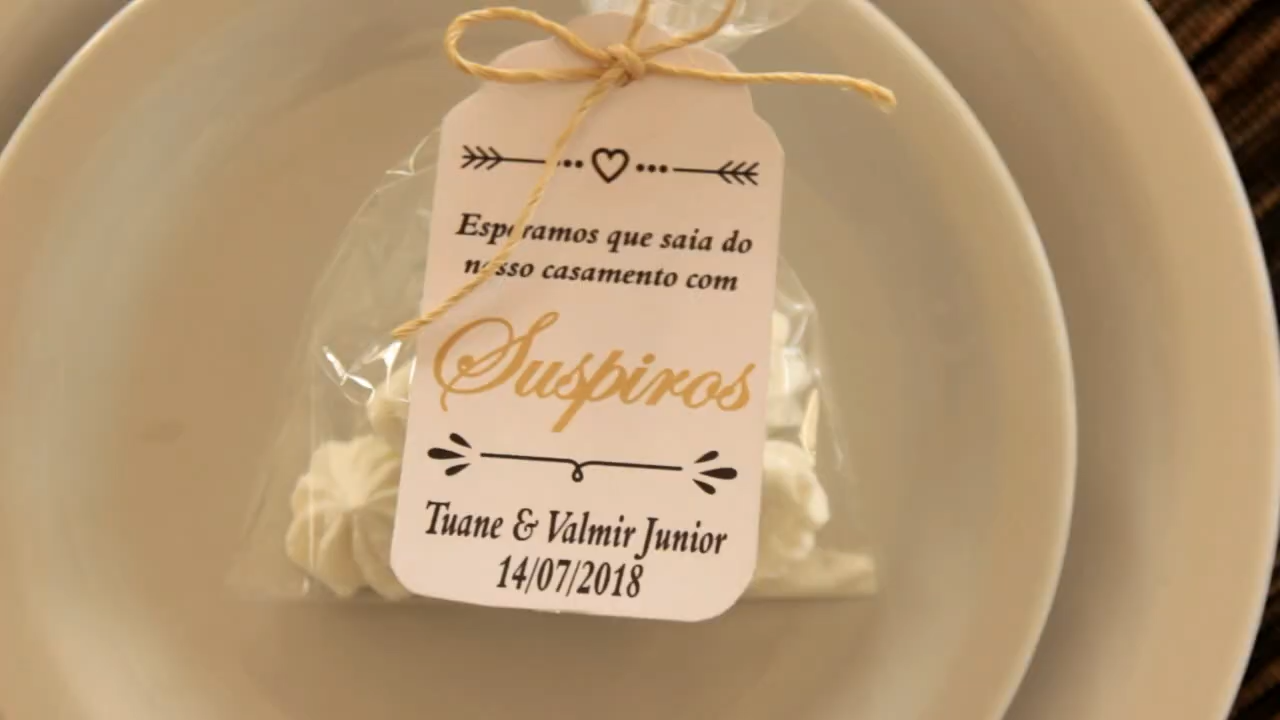 Esperamos que saia do
nosso casamento com
Suspiros
Tuane & Valmir Junior
14/07/2018